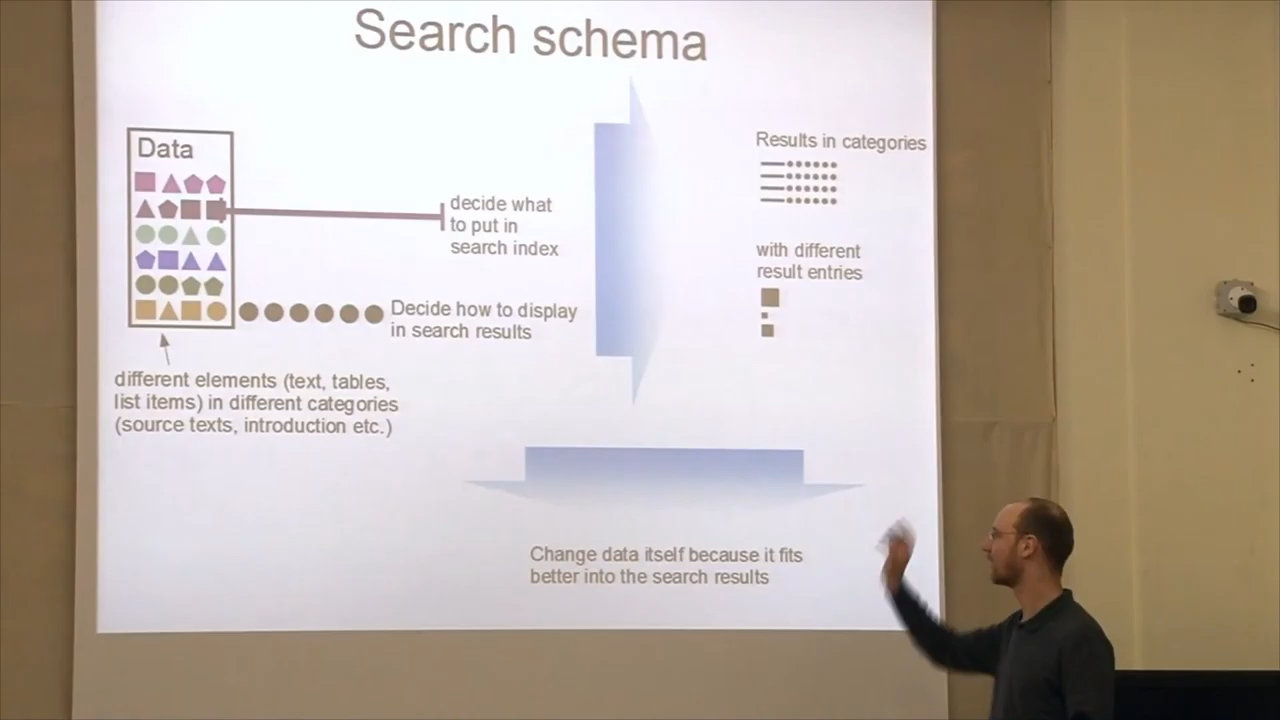 Search schema
Data
decide what
to put in
search index
Decide how to display
in search results
different elements (text, tables,
list items) in different categories
(source texts, introduction etc.)
Results in categories
with different
result entries
Change data itself because it fits
better into the search results